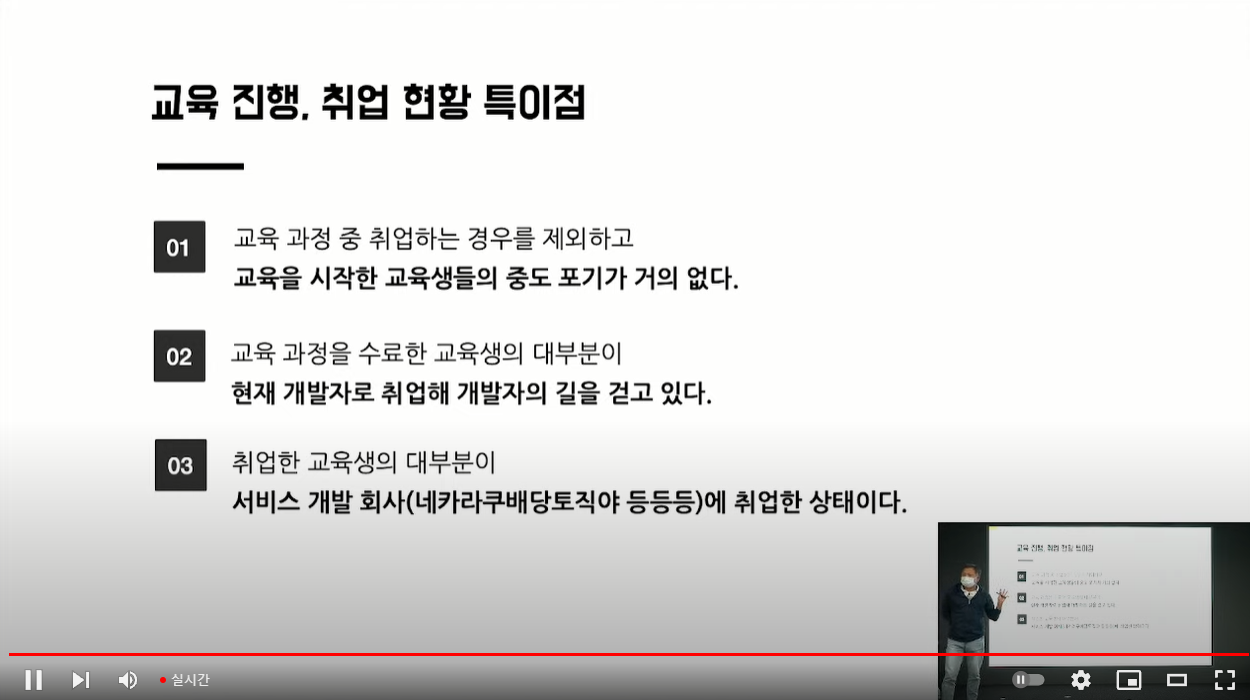 교육 진행, 취업 현황 특이점
01
교육 과정 중 취업하는 경우를 제외하고
교육을 시작한 교육생들의 중도 포기가 거의 없다.
02
교육 과정을 수료한 교육생의 대부분이
현재 개발자로 취업해 개발자의 길을 걷고 있다.
03
취업한 교육생의 대부분이
서비스 개발 회사(네카라쿠배당토직야 등등등)에 취업한 상태이다.
교육 진행, 취업 현황 특이점
실시간